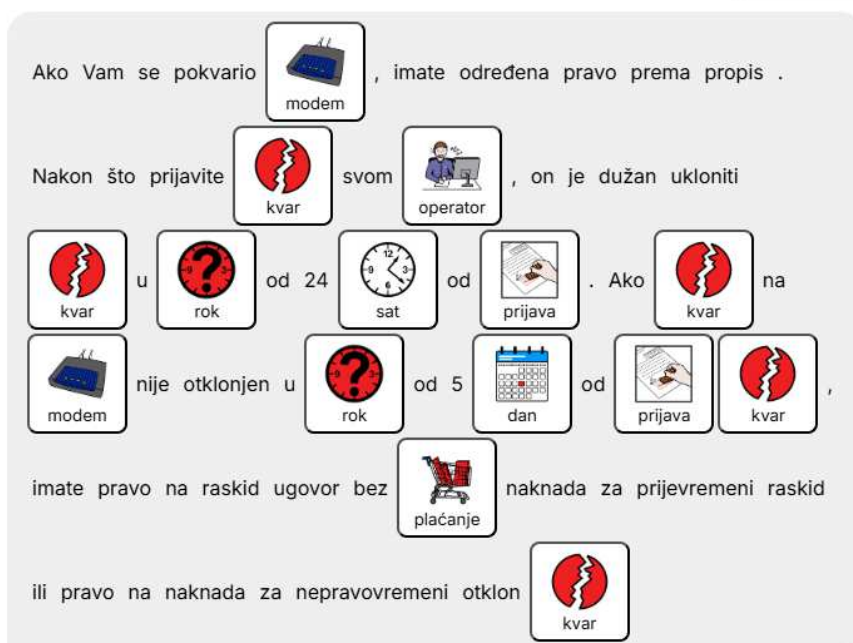 Ako Vam se pokvario modem , imate određena pravo prema propis .
Nakon što prijavite kvar svom operator , on je dužan ukloniti
kvar u rok od 24 sat od prijava . Ako kvar na
modem nije otklonjen u rok od 5 dan od prijava kvar ,
imate pravo na raskid ugovor bez plaćanje naknada za prijevremeni raskid
ili pravo na naknada za nepravovremeni otklon kvar